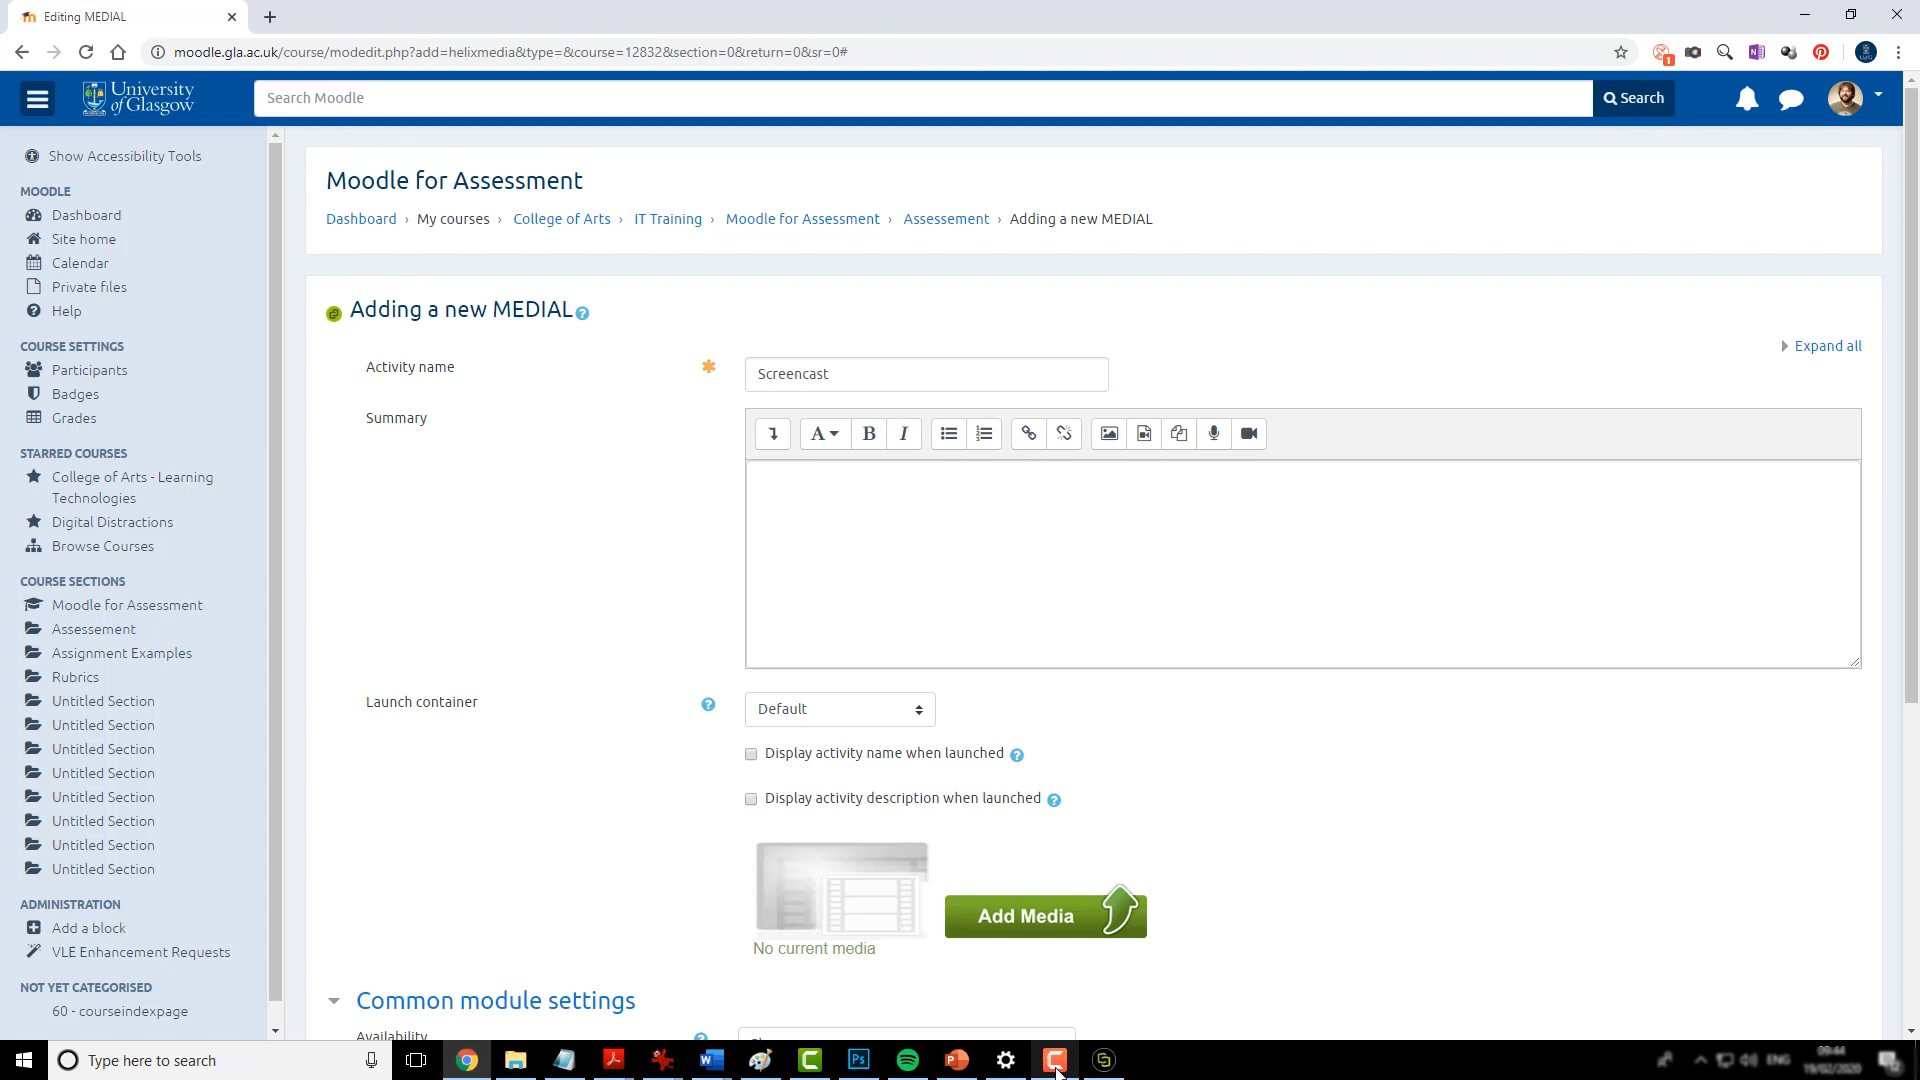 Editing MEDIAL
moodle.gla.ac.uk/course/modedit.php?add=helixmedia&type=&course=12832&section=0&return=0&sr=0#
1
University
of Glasgow
Search Moodle
Search
Show Accessibility Tools
MOODLE
Dashboard
Site home
Calendar
Private files
Help
COURSE SETTINGS
Participants
Badges
Grades
STARRED COURSES
College of Arts - Learning
Technologies
Digital Distractions
Browse Courses
COURSE SECTIONS
Moodle for Assessment
Assessement
Assignment Examples
Rubrics
Untitled Section
Untitled Section
Untitled Section
Untitled Section
Untitled Section
Untitled Section
Untitled Section
Untitled Section
ADMINISTRATION
Add a block
VLE Enhancement Requests
NOT YET CATEGORISED
60 - courseindexpage
Moodle for Assessment
Dashboard › My courses › College of Arts › IT Training › Moodle for Assessment › Assessement › Adding a new MEDIAL
Adding a new MEDIAL
Expand all
Activity name
Screencast
Summary
Launch container
Default
Display activity name when launched
Display activity description when launched
No current media
Add Media
Common module settings
Availability
Type here to search
ENG
09:44
19/02/2020